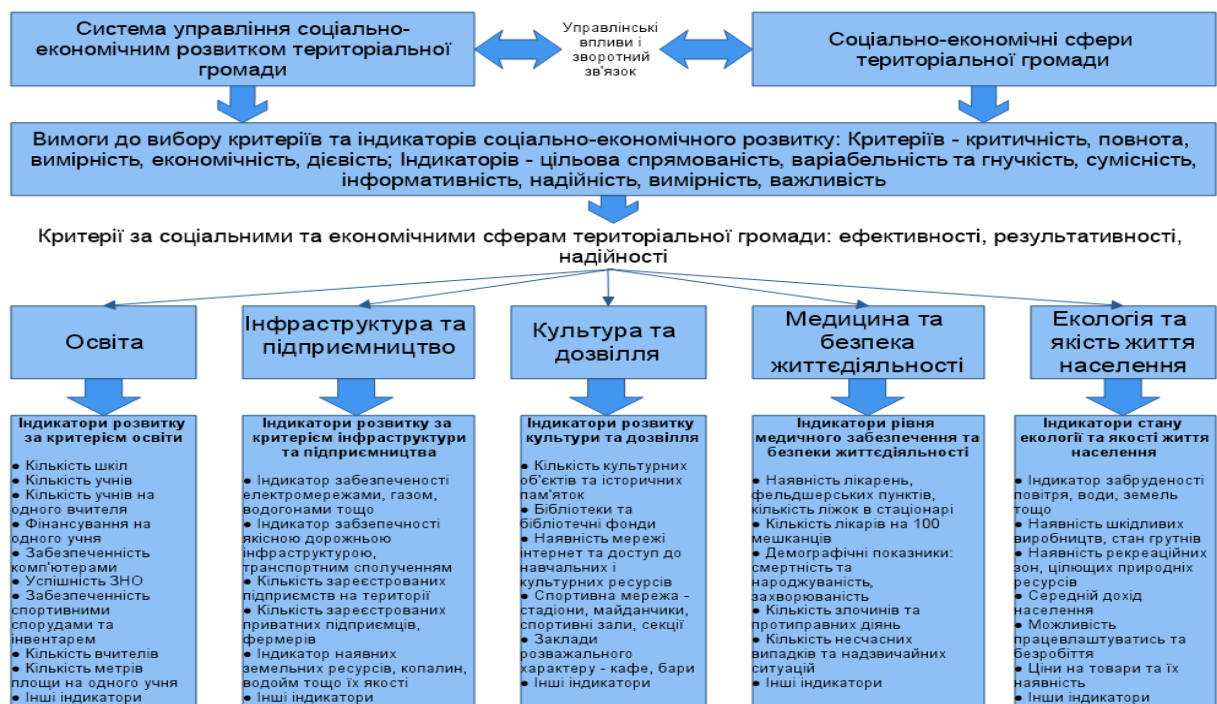 Система управління соціально-
економічним розвитком територіальної
громади
Управлінські
впливи і
зворотний
зв'язок
Соціально-економічні сфери
територіальної громади
Вимоги до вибору критеріїв та індикаторів соціально-економічного розвитку: Критеріїв - критичність, повнота,
вимірність, економічність, дієвість; Індикаторів - цільова спрямованість, варіабельність та гнучкість, сумісність,
інформативність, надійність, вимірність, важливість
Критерії за соціальними та економічними сферам територіальної громади: ефективності, результативності,
надійності
Освіта
Інфраструктура та
підприємництво
Культура та
дозвілля
Медицина та
безпека
життєдіяльності
Екологія та
якість життя
населення
Індикатори розвитку
за критерієм освіти
● Кількість шкіл
● Кількість учнів
● Кількість учнів на
одного вчителя
● Фінансування на
одного учня
● Забезпеченність
комп'ютерами
● Успішність ЗНО
● Забезпеченність
спортивними
спорудами та
інвентарем
● Кількість вчителів
● Кількість метрів
площи на одного учня
● Інші індикатори
Індикатори розвитку за
критерієм інфраструктури
та підприємництва
● Індикатор забезпеченості
електромережами, газом,
водогонами тощо
● Індикатор забзепечності
якісною дорожньою
інфраструктурою,
транспортним сполученням
● Кількість зареєстрованих
підприємств на території
● Кількість зареєстрованих
приватних підприємців,
фермерів
● Індикатор наявних
земельних ресурсів, копалин,
водойм тощо їх якості
● Інші індикатори
Індикатори розвитку
культури та дозвілля
● Кількість культурних
об'єктів та історичних
пам'яток
● Бібліотеки та
бібліотечні фонди
● Наявність мережі
інтернет та доступ до
навчальних і
культурних ресурсів
● Спортивна мережа -
стадіони, майданчики,
спортивні зали, секції
● Заклади
розважального
характеру - кафе, бари
● Інші індикатори
Індикатори рівня
медичного забезпечення та
безпеки життєдіяльності
● Наявність лікарень,
фельдшерських пунктів,
кількість ліжок в стаціонарі
● Кількість лікарів на 100
мешканців
● Демографічні показники:
смертність та
народжуваність,
захворюваність
● Кількість злочинів та
протиправних діянь
● Кількість несчасних
випадків та надзвичайних
ситуацій
● Інші індикатори
Індикатори стану
екології та якості життя
населення
● Індикатор забруденості
повітря, води, земель
тощо
● Наявність шкідливих
виробництв, стан грутнів
● Наявність рекреаційних
зон, цілющих природніх
ресурсів
● Середній дохід
населення
● Можливість
працевлаштуватись та
безробіття
● Ціни на товари та їх
наявність
● Інши індикатори